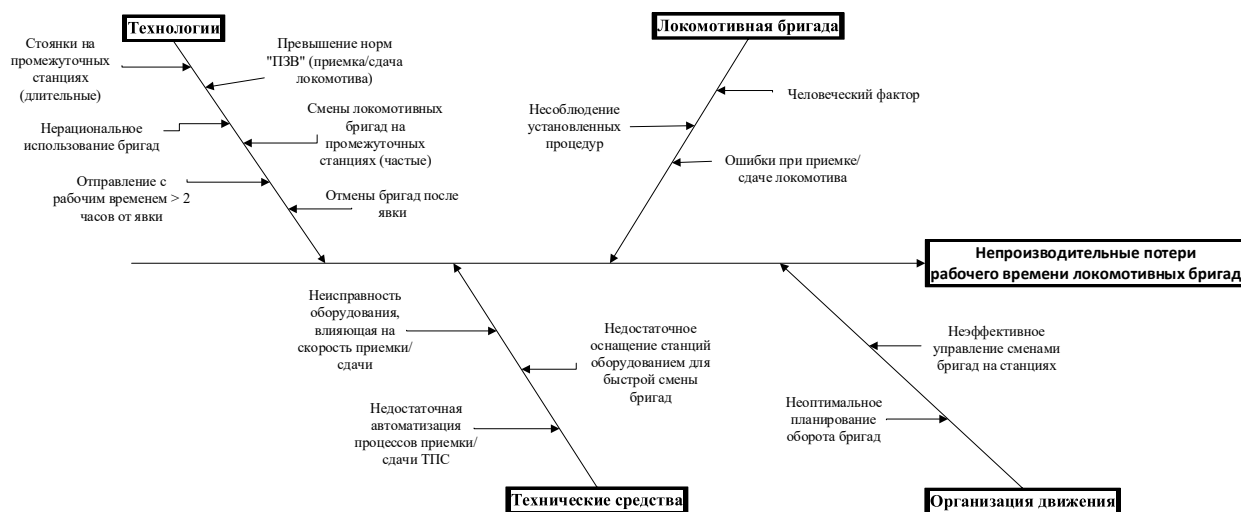 Технологии
Стоянки на
промежуточных
станциях
(длительные)
Превышение норм
"ПЗВ" (приемка/сдача
локомотива)
Нерациональное
использование бригад
Смены локомотивных
бригад на
промежуточных
станциях (частые)
Отправление с
рабочим временем > 2
часов от явки
Отмены бригад после
явки
Локомотивная бригада
Человеческий фактор
Несоблюдение
установленных
процедур
Ошибки при приемке/
сдаче локомотива
Непроизводительные потери
рабочего времени локомотивных бригад
Неисправность
оборудования,
влияющая на
скорость приемки/
сдачи
Недостаточное
оснащение станций
оборудованием для
быстрой смены
бригад
Недостаточная
автоматизация
процессов приемки/
сдачи ТПС
Технические средства
Неэффективное
управление сменами
бригад на станциях
Неоптимальное
планирование
оборота бригад
Организация движения